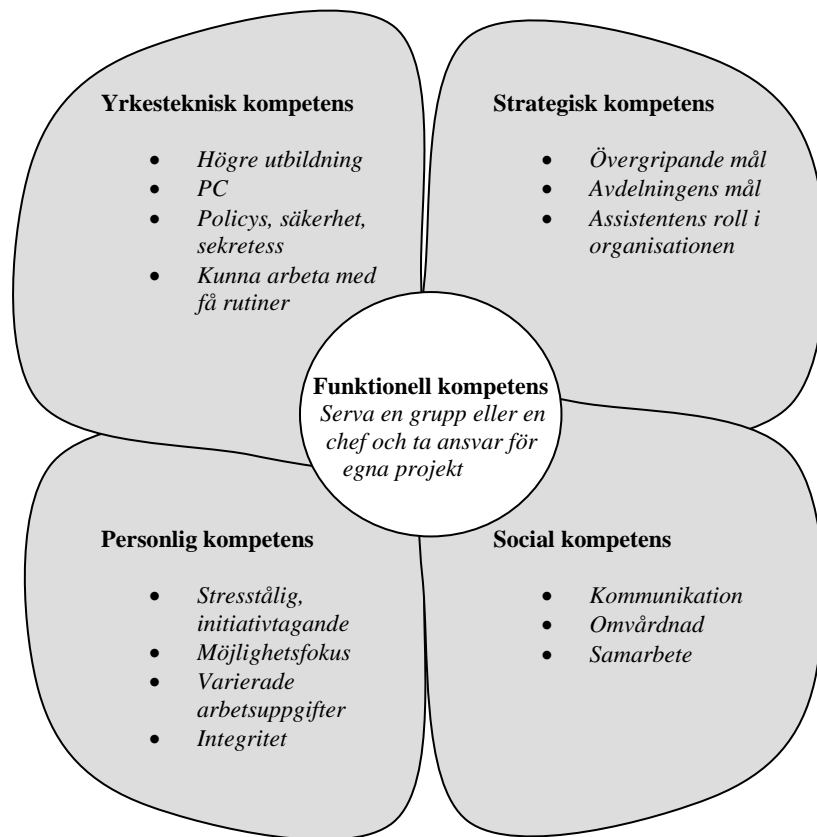 Yrkesteknisk kompetens
• Högre utbildning
• PC
• Policys, säkerhet,
sekretess
• Kunna arbeta med
få rutiner
Strategisk kompetens
• Övergripande mål
• Avdelningens mål
• Assistentens roll i
organisationen
Funktionell kompetens
Serva en grupp eller en
chef och ta ansvar för
egna projekt
Personlig kompetens
• Stresstålig,
initiativtagande
• Möjlighetsfokus
• Varierade
arbetsuppgifter
• Integritet
Social kompetens
• Kommunikation
• Omvårdnad
• Samarbete